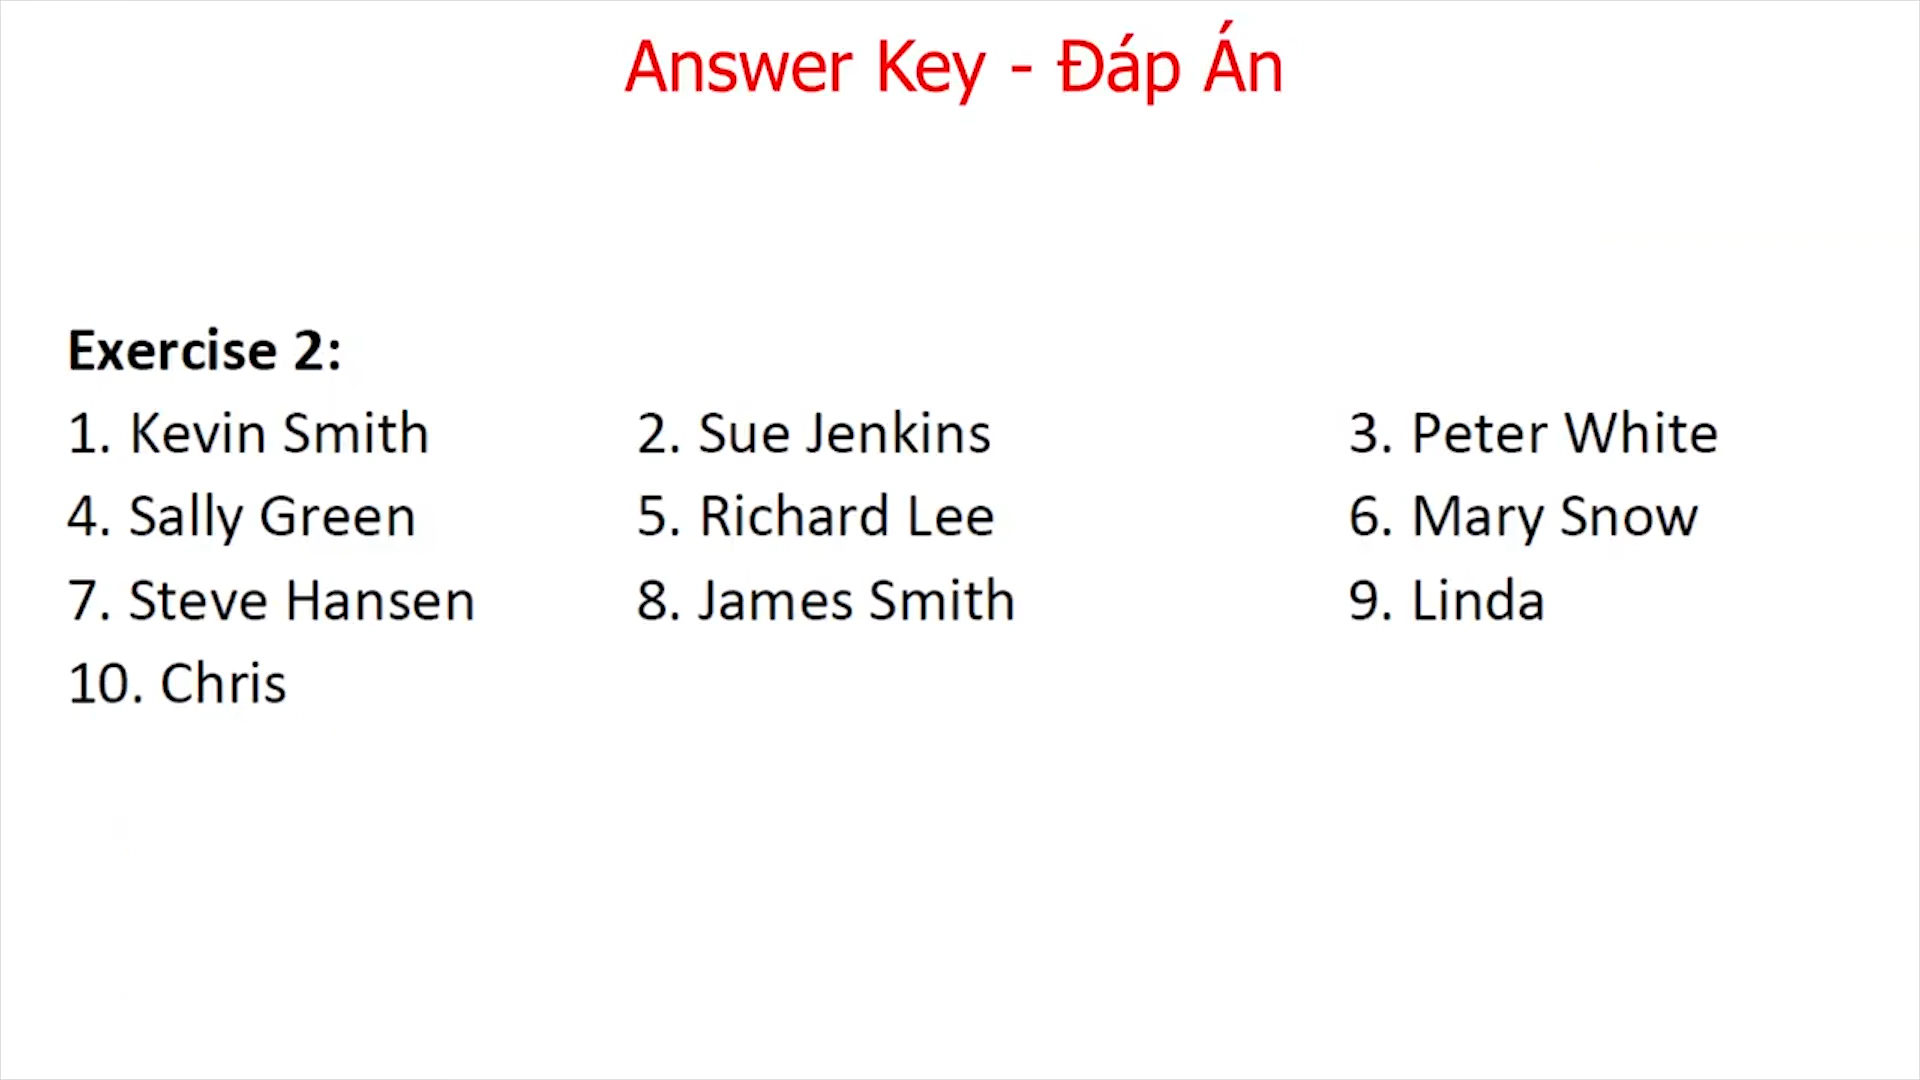 Answer Key - Đáp Án
Exercise 2:
1. Kevin Smith 2. Sue Jenkins 3. Peter White
4. Sally Green 5. Richard Lee 6. Mary Snow
7. Steve Hansen 8. James Smith 9. Linda
10. Chris